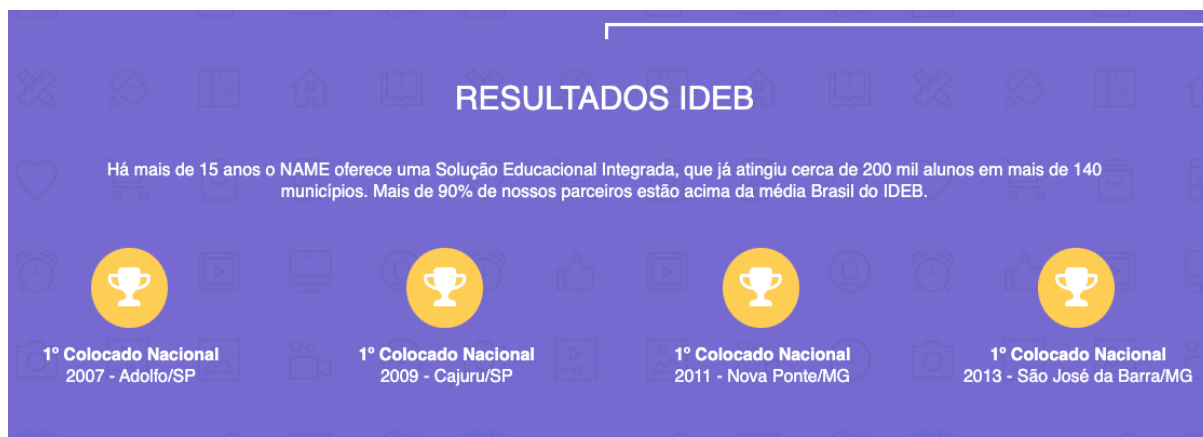 RESULTADOS IDEB
Há mais de 15 anos o NAME oferece uma Solução Educacional Integrada, que já atingiu cerca de 200 mil alunos em mais de 140
municípios. Mais de 90% de nossos parceiros estão acima da média Brasil do IDEB.
1º Colocado Nacional
2007 - Adolfo/SP
1º Colocado Nacional
2009 - Cajuru/SP
1º Colocado Nacional
2011 - Nova Ponte/MG
1º Colocado Nacional
2013 - São José da Barra/MG